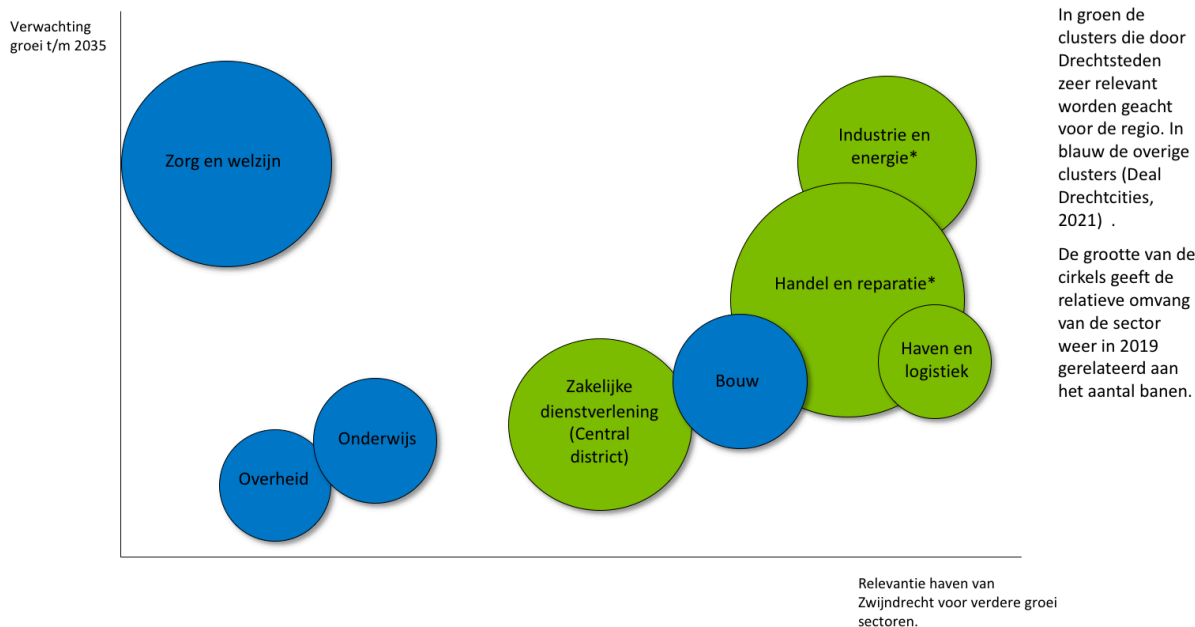 Verwachting
groei t/m 2035
Zorg en welzijn
Industrie en
energie*
Handel en reparatie*
Haven en
logistiek
Bouw
Zakelijke
dienstverlening
(Central
district)
Onderwijs
Overheid
Relevantie haven van
Zwijndrecht voor verdere groei
sectoren.
In groen de
clusters die door
Drechtsteden
zeer relevant
worden geacht
voor de regio. In
blauw de overige
clusters (Deal
Drechtcities,
2021) .
De grootte van de
cirkels geeft de
relatieve omvang
van de sector
weer in 2019
gerelateerd aan
het aantal banen.